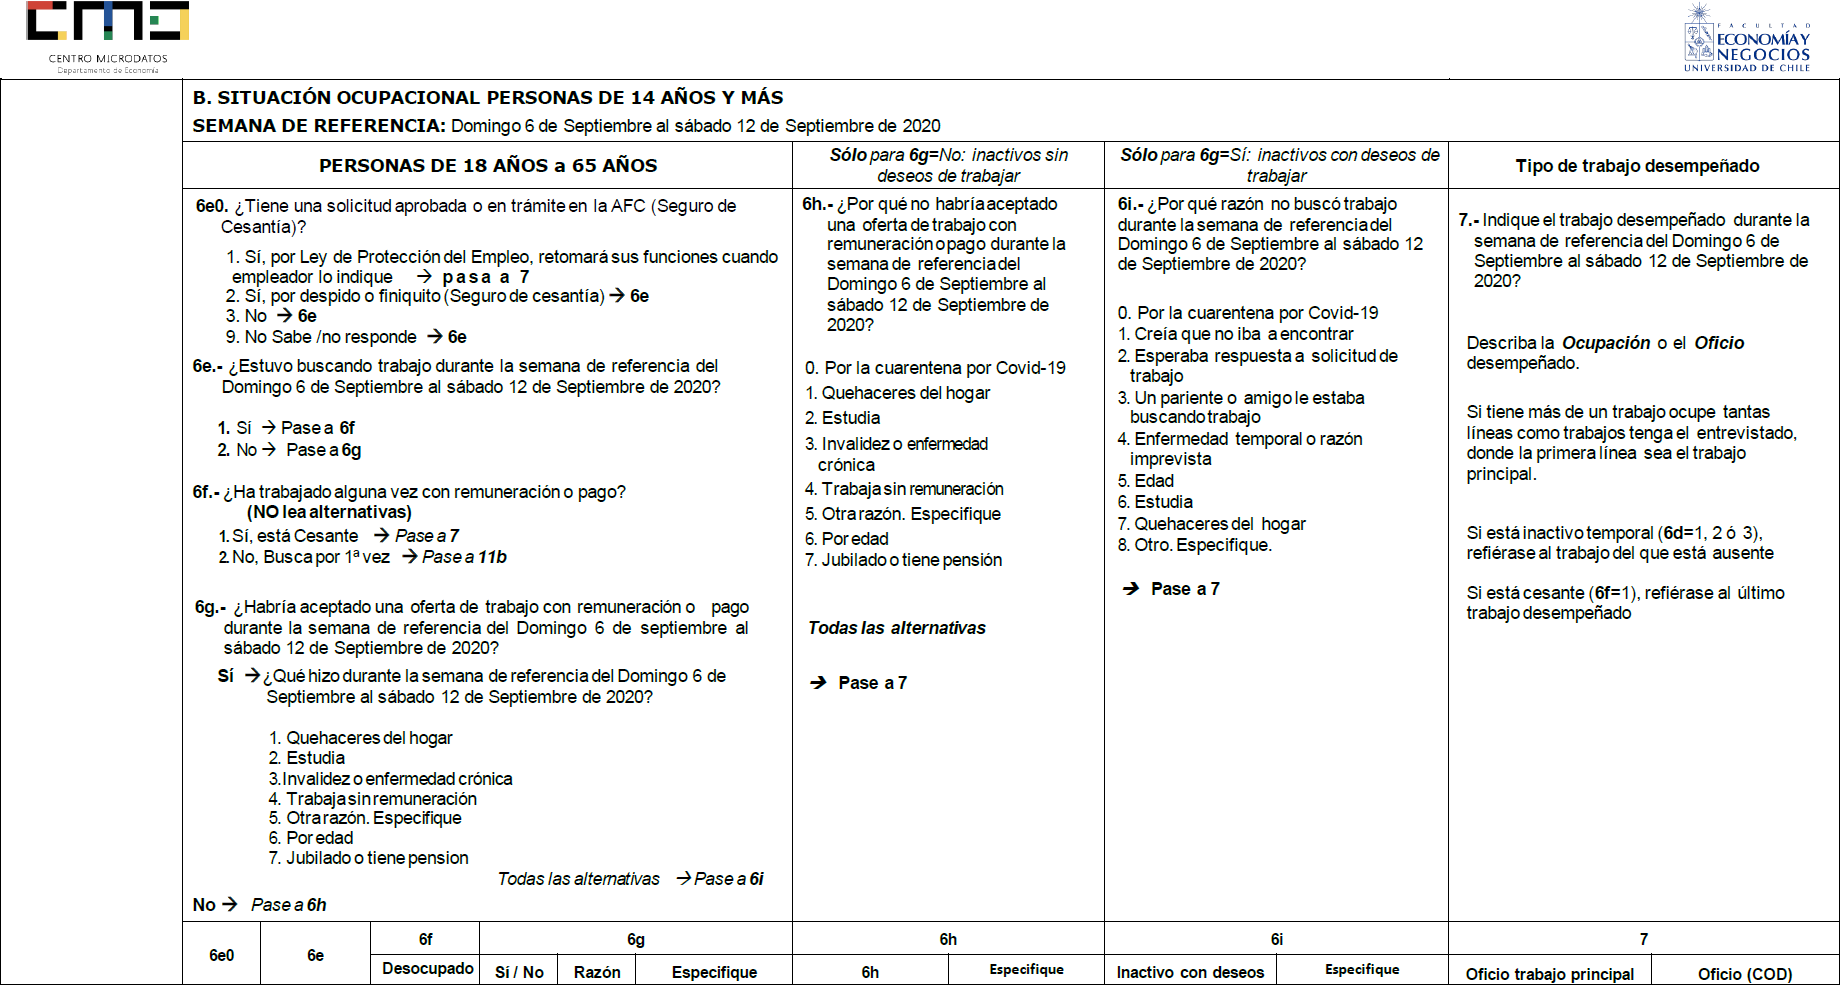 CENTRO MICRODATOS
Departamento de Economía
FACULTAD
ECONOMÍA Y
NEGOCIOS
UNIVERSIDAD DE CHILE
B. SITUACIÓN OCUPACIONAL PERSONAS DE 14 AÑOS Y MÁS
SEMANA DE REFERENCIA: Domingo 6 de Septiembre al sábado 12 de Septiembre de 2020
PERSONAS DE 18 AÑOS a 65 AÑOS
6e0. ¿Tiene una solicitud aprobada o en trámite en la AFC (Seguro de
Cesantía)?
1. Sí, por Ley de Protección del Empleo, retomará sus funciones cuando
empleador lo indique → pasa a 7
2. Sí, por despido o finiquito (Seguro de cesantía) → 6e
3. No → 6e
9. No Sabe /no responde → 6e
6e.- ¿Estuvo buscando trabajo durante la semana de referencia del
Domingo 6 de Septiembre al sábado 12 de Septiembre de 2020?
1. Sí → Pase a 6f
2. No → Pase a 6g
6f.- ¿Ha trabajado alguna vez con remuneración o pago?
(NO lea alternativas)
1. Sí, está Cesante → Pase a 7
2. No, Busca por 1ª vez → Pase a 11b
6g.- ¿Habría aceptado una oferta de trabajo con remuneración o pago
durante la semana de referencia del Domingo 6 de septiembre al
sábado 12 de Septiembre de 2020?
Sí → ¿Qué hizo durante la semana de referencia del Domingo 6 de
Septiembre al sábado 12 de Septiembre de 2020?
1. Quehaceres del hogar
2. Estudia
3. Invalidez o enfermedad crónica
4. Trabaja sin remuneración
5. Otra razón. Especifique
6. Por edad
7. Jubilado o tiene pension
Todas las alternativas → Pase a 6i
No → Pase a 6h
Sólo para 6g=No: inactivos sin
deseos de trabajar
6h.- ¿Por qué no habría aceptado
una oferta de trabajo con
remuneración o pago durante la
semana de referencia del
Domingo 6 de Septiembre al
sábado 12 de Septiembre de
2020?
0. Por la cuarentena por Covid-19
1. Quehaceres del hogar
2. Estudia
3. Invalidez o enfermedad
crónica
4. Trabaja sin remuneración
5. Otra razón. Especifique
6. Por edad
7. Jubilado o tiene pensión
Todas las alternativas
→ Pase a 7
Sólo para 6g=Sí: inactivos con deseos de
trabajar
6i.- ¿Por qué razón no buscó trabajo
durante la semana de referencia del
Domingo 6 de Septiembre al sábado 12
de Septiembre de 2020?
0. Por la cuarentena por Covid-19
1. Creía que no iba a encontrar
2. Esperaba respuesta a solicitud de
trabajo
3. Un pariente o amigo le estaba
buscando trabajo
4. Enfermedad temporal o razón
imprevista
5. Edad
6. Estudia
7. Quehaceres del hogar
8. Otro. Especifique.
→ Pase a 7
Tipo de trabajo desempeñado
7.- Indique el trabajo desempeñado durante la
semana de referencia del Domingo 6 de
Septiembre al sábado 12 de Septiembre de
2020?
Describa la Ocupación o el Oficio
desempeñado.
Si tiene más de un trabajo ocupe tantas
líneas como trabajos tenga el entrevistado,
donde la primera línea sea el trabajo
principal.
Si está inactivo temporal (6d=1, 2 ó 3),
refiérase al trabajo del que está ausente
Si está cesante (6f=1), refiérase al último
trabajo desempeñado
6e0 6e 6f 6g 6h 6i 7
Desocupado Sí / No Razón Especifique 6h Especifique Inactivo con deseos Especifique Oficio trabajo principal Oficio (COD)